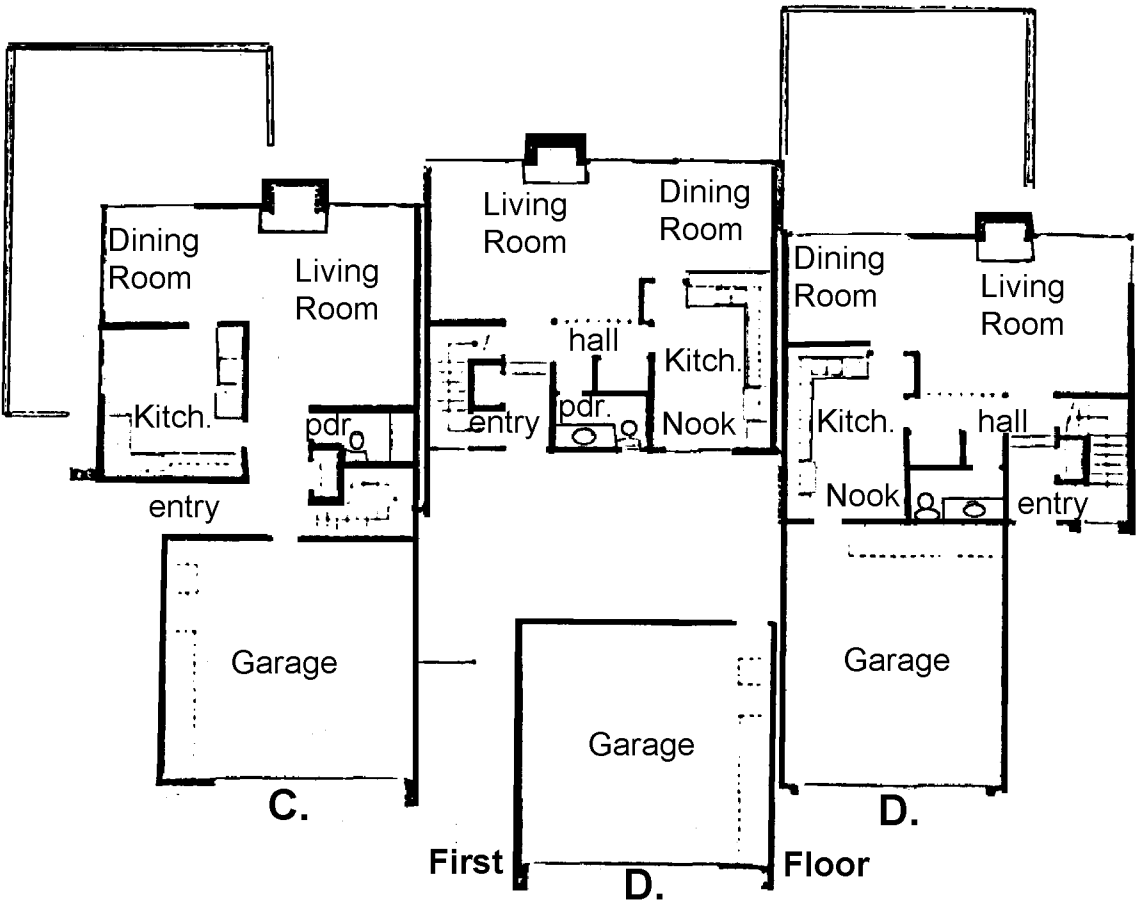 Dining
Room
Living
Room
Kitch.
pdr.
entry
Garage
C.
Living
Room
Dining
Room
hall
Kitch.
entry
pdr.
Nook
Garage
D.
Dining
Room
Living
Room
Kitch.
hall
Nook
entry
Garage
D.
First Floor